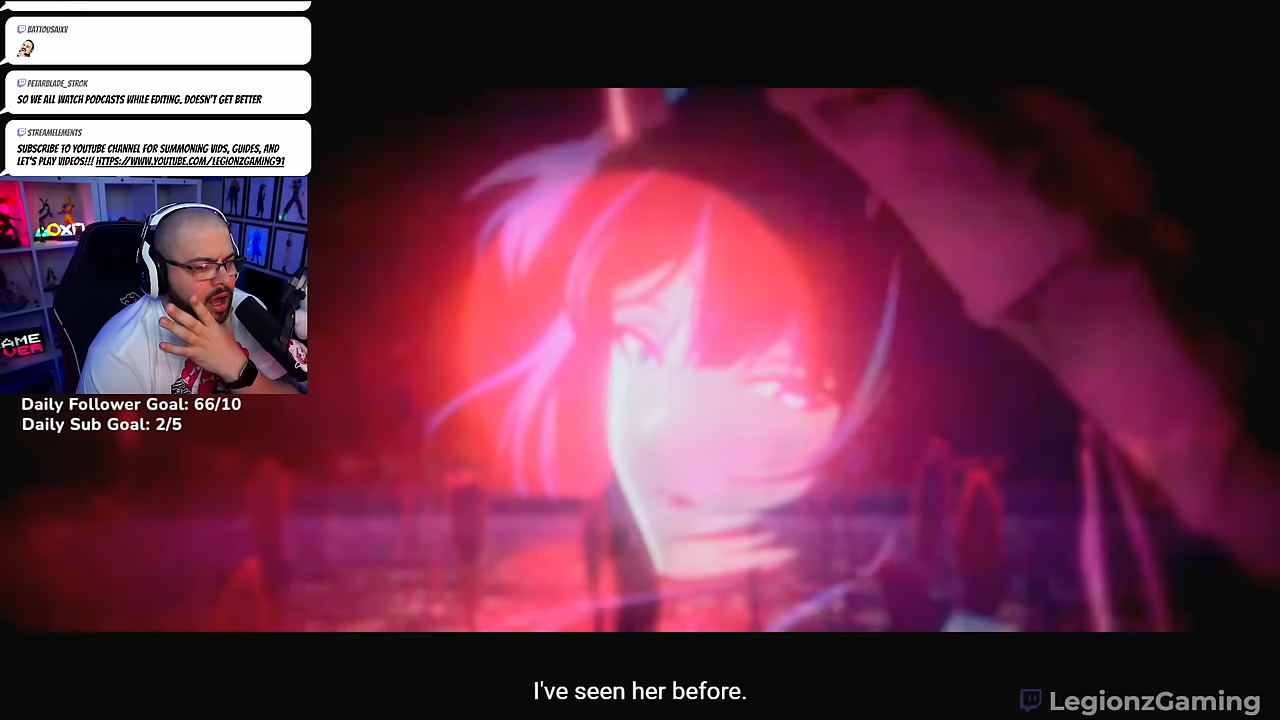 BATTOUSAIXV
PETARBLADE_STROK
SO WE ALL WATCH PODCASTS WHILE EDITING. DOESN'T GET BETTER
STREAMELEMENTS
SUBSCRIBE TO YOUTUBE CHANNEL FOR SUMMONING VIDS, GUIDES, AND
LET'S PLAY VIDEOS!!! HTTPS://WWW.YOUTUBE.COM/LEGIONZGAMING91
AME
VER
Daily Follower Goal: 66/10
Daily Sub Goal: 2/5
I've seen her before.
LegionzGaming